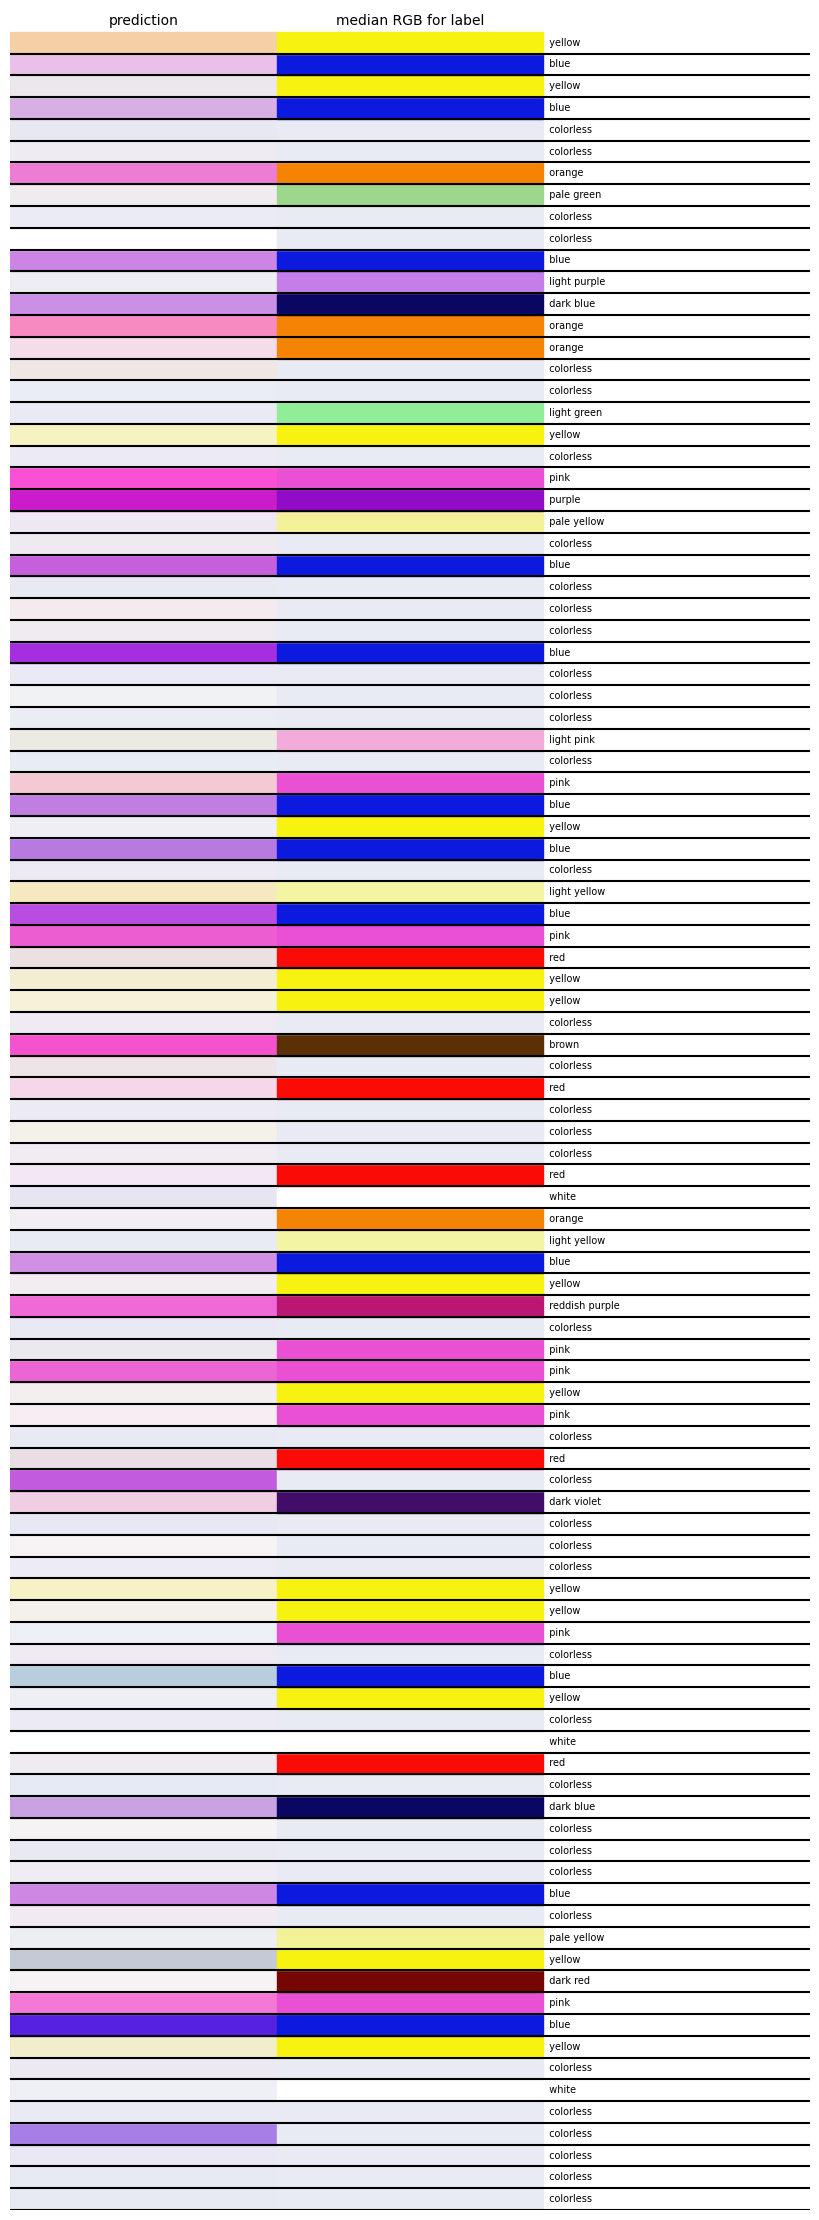 prediction median RGB for label
yellow
blue
yellow
blue
colorless
colorless
orange
pale green
colorless
colorless
blue
light purple
dark blue
orange
orange
colorless
colorless
light green
yellow
colorless
pink
purple
pale yellow
colorless
blue
colorless
colorless
colorless
blue
colorless
colorless
colorless
light pink
colorless
pink
blue
yellow
blue
colorless
light yellow
blue
pink
red
yellow
yellow
colorless
brown
colorless
red
colorless
colorless
colorless
red
white
orange
light yellow
blue
yellow
reddish purple
colorless
pink
pink
yellow
pink
colorless
red
colorless
dark violet
colorless
colorless
colorless
yellow
yellow
pink
colorless
blue
yellow
colorless
white
red
colorless
dark blue
colorless
colorless
colorless
blue
colorless
pale yellow
yellow
dark red
pink
blue
yellow
colorless
white
colorless
colorless
colorless
colorless
colorless